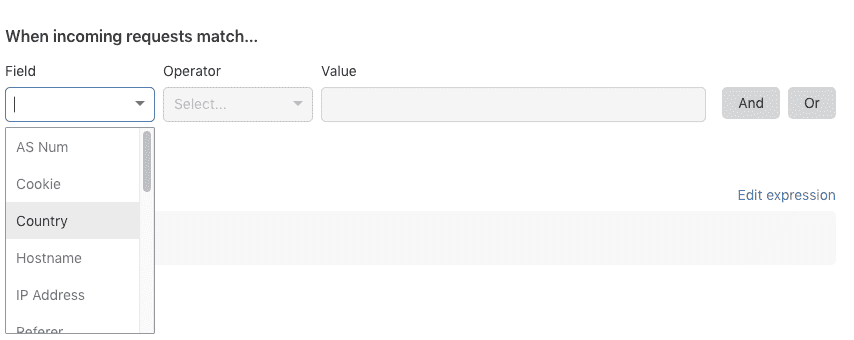 When incoming requests match...
Field Operator Value
Select... And Or
AS Num
Cookie
Edit expression
Country
Hostname
IP Address
Referer